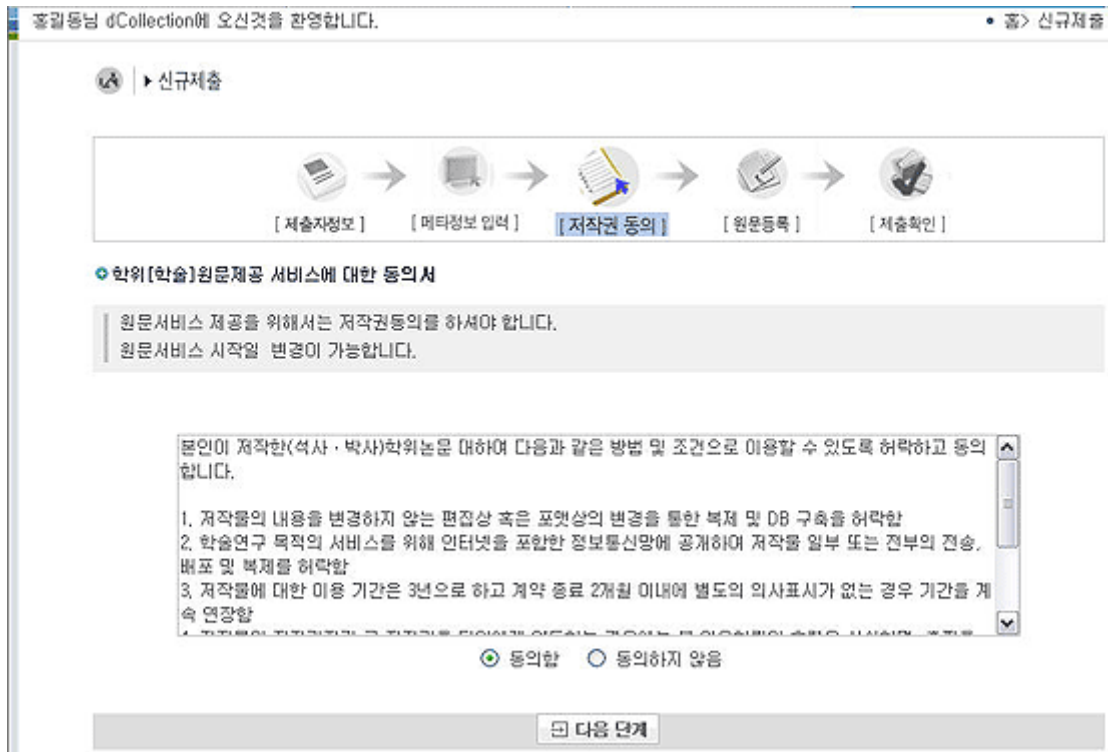 홍길동님 dCollection에 오신것을 환영합니다.
• 홈> 신규제출
신규제출
[ 제출자정보 ] [ 메타정보 입력 ] [ 저작권 동의 ] [ 원문등록 ] [ 제출확인 ]
학위[학술]원문제공 서비스에 대한 동의서
원문서비스 제공을 위해서는 저작권동의를 하셔야 합니다.
원문서비스 시작일 변경이 가능합니다.
본인이 저작한(석사 · 박사)학위논문 대하여 다음과 같은 방법 및 조건으로 이용할 수 있도록 허락하고 동의
합니다.
1. 저작물의 내용을 변경하지 않는 편집상 혹은 포맷상의 변경을 통한 복제 및 DB 구축을 허락함
2. 학술연구 목적의 서비스를 위해 인터넷을 포함한 정보통신망에 공개하여 저작물 일부 또는 전부의 전송,
배포 및 복제를 허락함
3. 저작물에 대한 이용 기간은 3년으로 하고 계약 종료 2개월 이내에 별도의 의사표시가 없는 경우 기간을 계
속 연장함
동의함 동의하지 않음
다음 단계